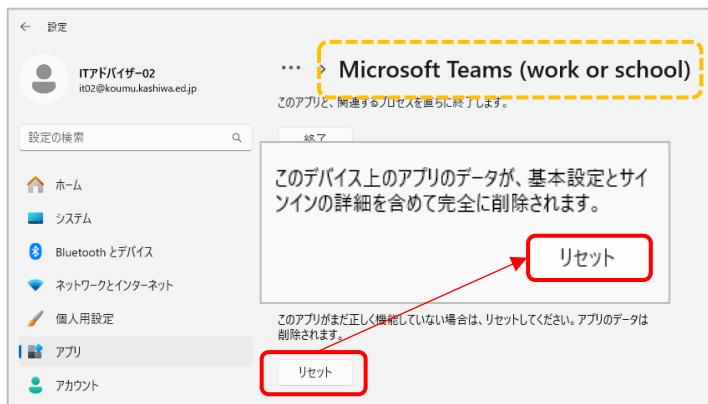 ← 設定
ITアドバイザー02
it02@koumu.kashiwa.ed.jp
設定の検索
ホーム
システム
Bluetooth とデバイス
ネットワークとインターネット
個人用設定
アプリ
アカウント
… › Microsoft Teams (work or school)
このアプリと、関連するプロセスを直ちに終了します。
終了
このデバイス上のアプリのデータが、基本設定とサイ
ンインの詳細を含めて完全に削除されます。
リセット
このアプリがまだ正しく機能していない場合は、リセットしてください。アプリのデータは
削除されます。
リセット